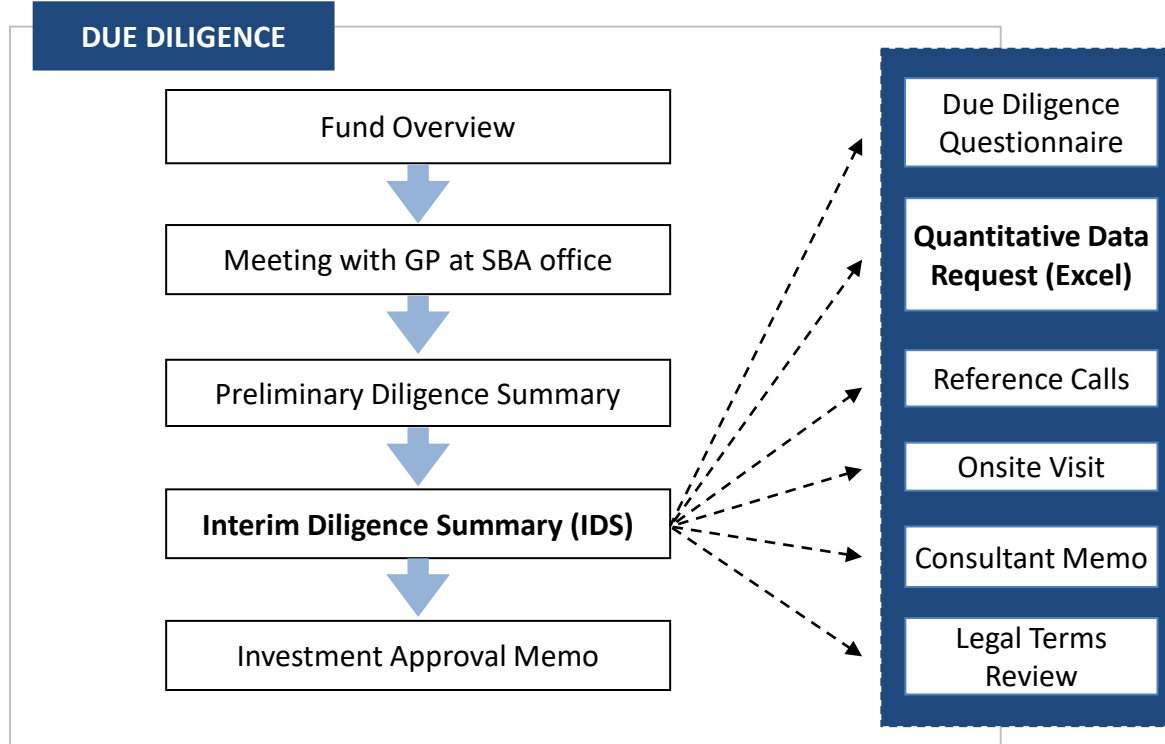 DUE DILIGENCE
Fund Overview
Meeting with GP at SBA office
Preliminary Diligence Summary
Interim Diligence Summary (IDS)
Investment Approval Memo
Due Diligence
Questionnaire
Quantitative Data
Request (Excel)
Reference Calls
Onsite Visit
Consultant Memo
Legal Terms
Review